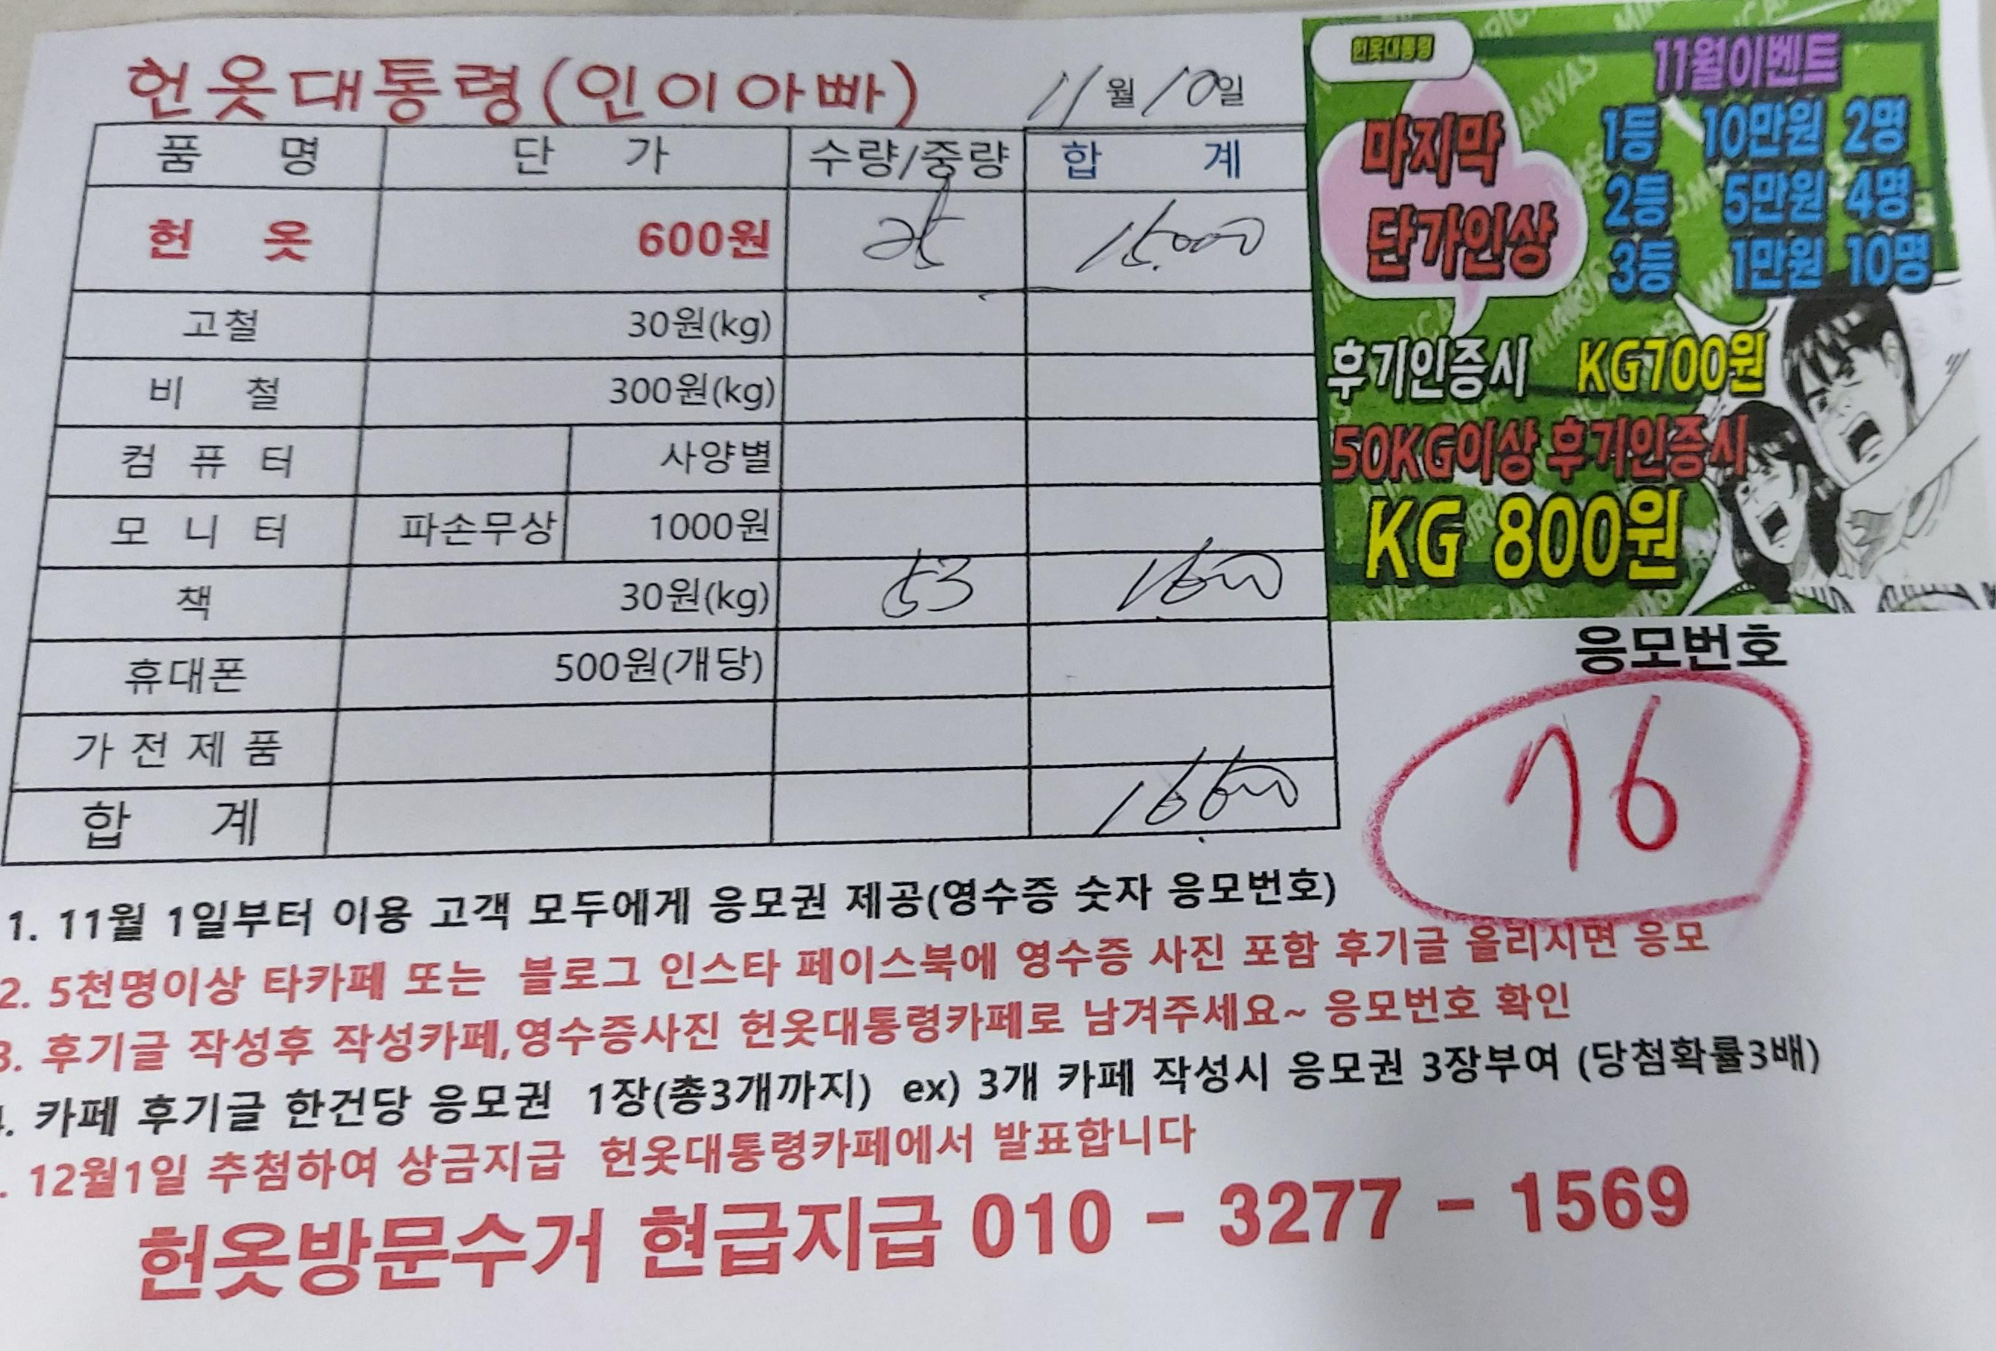 헌옷대통령(인이아빠) 11월 10일
품 명 단 가 수량/중량 합 계
헌 옷 600원 25 15.000
고철 30원(kg)
비 철 300원(kg)
컴 퓨 터 사양별
모 니 터 파손무상 1000원
책 30원(kg) 53 1600
휴대폰 500원(개당)
가 전 제 품
합 계 16600
헌옷대통령
11월이벤트
마지막
단가인상
1등 10만원 2명
2등 5만원 4명
3등 1만원 10명
후기인증시 KG700원
50KG이상 후기인증시
KG 800원
응모번호
76
1. 11월 1일부터 이용 고객 모두에게 응모권 제공(영수증 숫자 응모번호)
2. 5천명이상 타카페 또는 블로그 인스타 페이스북에 영수증 사진 포함 후기글 올리시면 응모
3. 후기글 작성후 작성카페,영수증사진 헌옷대통령카페로 남겨주세요~ 응모번호 확인
4. 카페 후기글 한건당 응모권 1장(총3개까지) ex) 3개 카페 작성시 응모권 3장부여 (당첨확률3배)
. 12월1일 추첨하여 상금지급 헌옷대통령카페에서 발표합니다
헌옷방문수거 현급지급 010 - 3277 - 1569